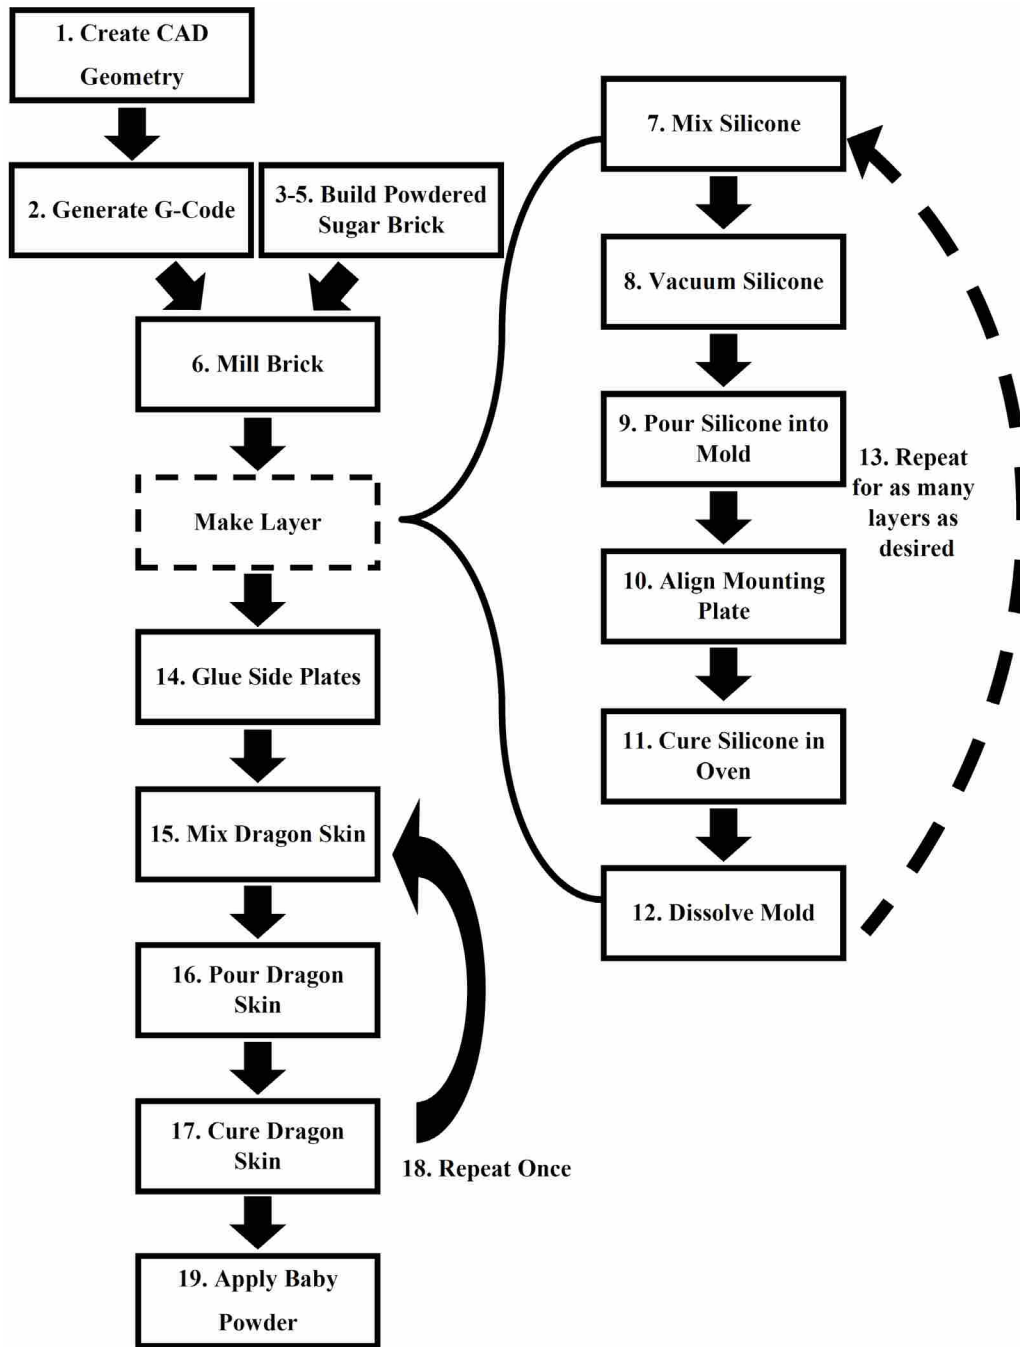 1. Create CAD
Geometry
2. Generate G-Code
3-5. Build Powdered
Sugar Brick
6. Mill Brick
Make Layer
14. Glue Side Plates
15. Mix Dragon Skin
16. Pour Dragon
Skin
17. Cure Dragon
Skin
18. Repeat Once
19. Apply Baby
Powder
7. Mix Silicone
8. Vacuum Silicone
9. Pour Silicone into
Mold
10. Align Mounting
Plate
11. Cure Silicone in
Oven
12. Dissolve Mold
13. Repeat
for as many
layers as
desired